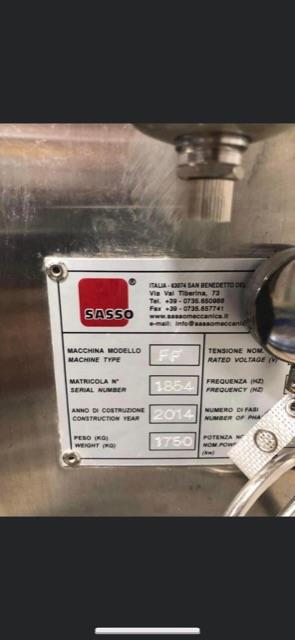 SASSO ®
ITALIA - 63074 SAN BENEDETTO DEL
Via Val Tiberina, 73
Tel. +39 - 0735.650988
Fax +39 - 0735.657741
www.sassomeccanica.
e-mail: info@sassomeccanic
MACCHINA MODELLO FF TENSIONE NOM.
MACHINE TYPE RATED VOLTAGE (V)
MATRICOLA N° 1854 FREQUENZA (HZ)
SERIAL NUMBER FREQUENCY (HZ)
ANNO DI COSTRUZIONE 2014 NUMERO DI FASI
CONSTRUCTION YEAR NUMBER OF PHA
PESO (KG) 1750 POTENZA NO
WEIGHT (KG) NOM.POWE
(kw)